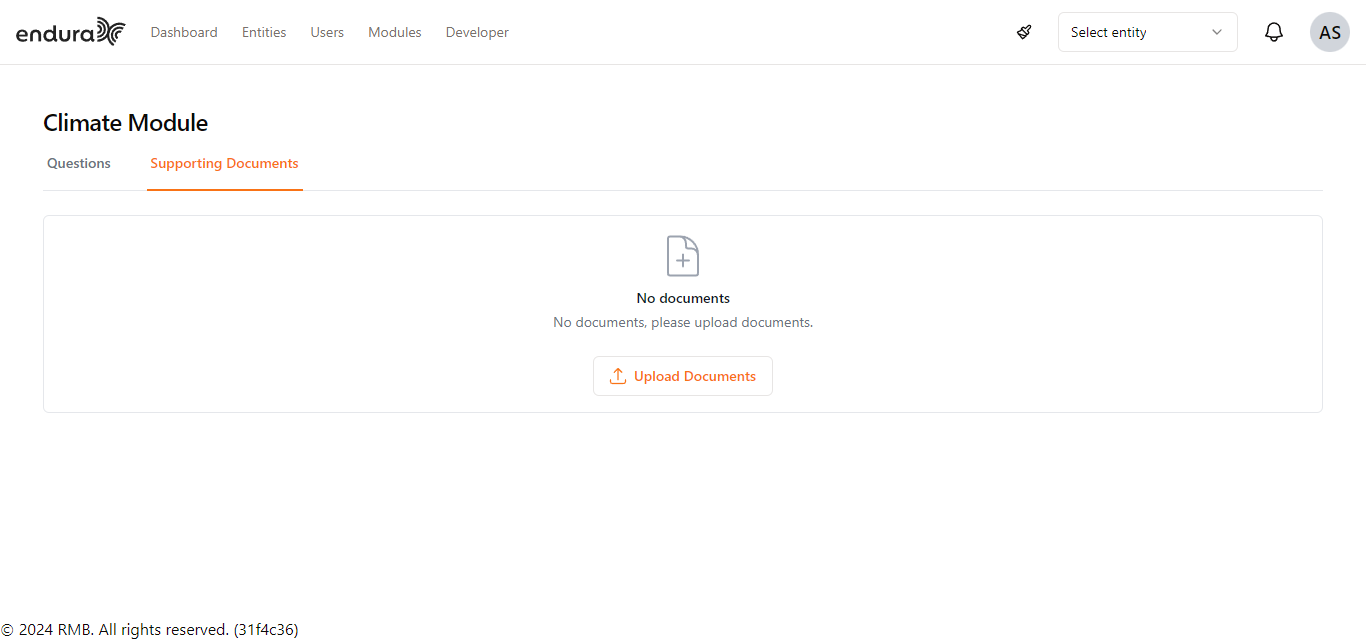 endura
Dashboard Entities Users Modules Developer
Select entity
AS
Climate Module
Questions Supporting Documents
No documents
No documents, please upload documents.
Upload Documents
© 2024 RMB. All rights reserved. (31f4c36)